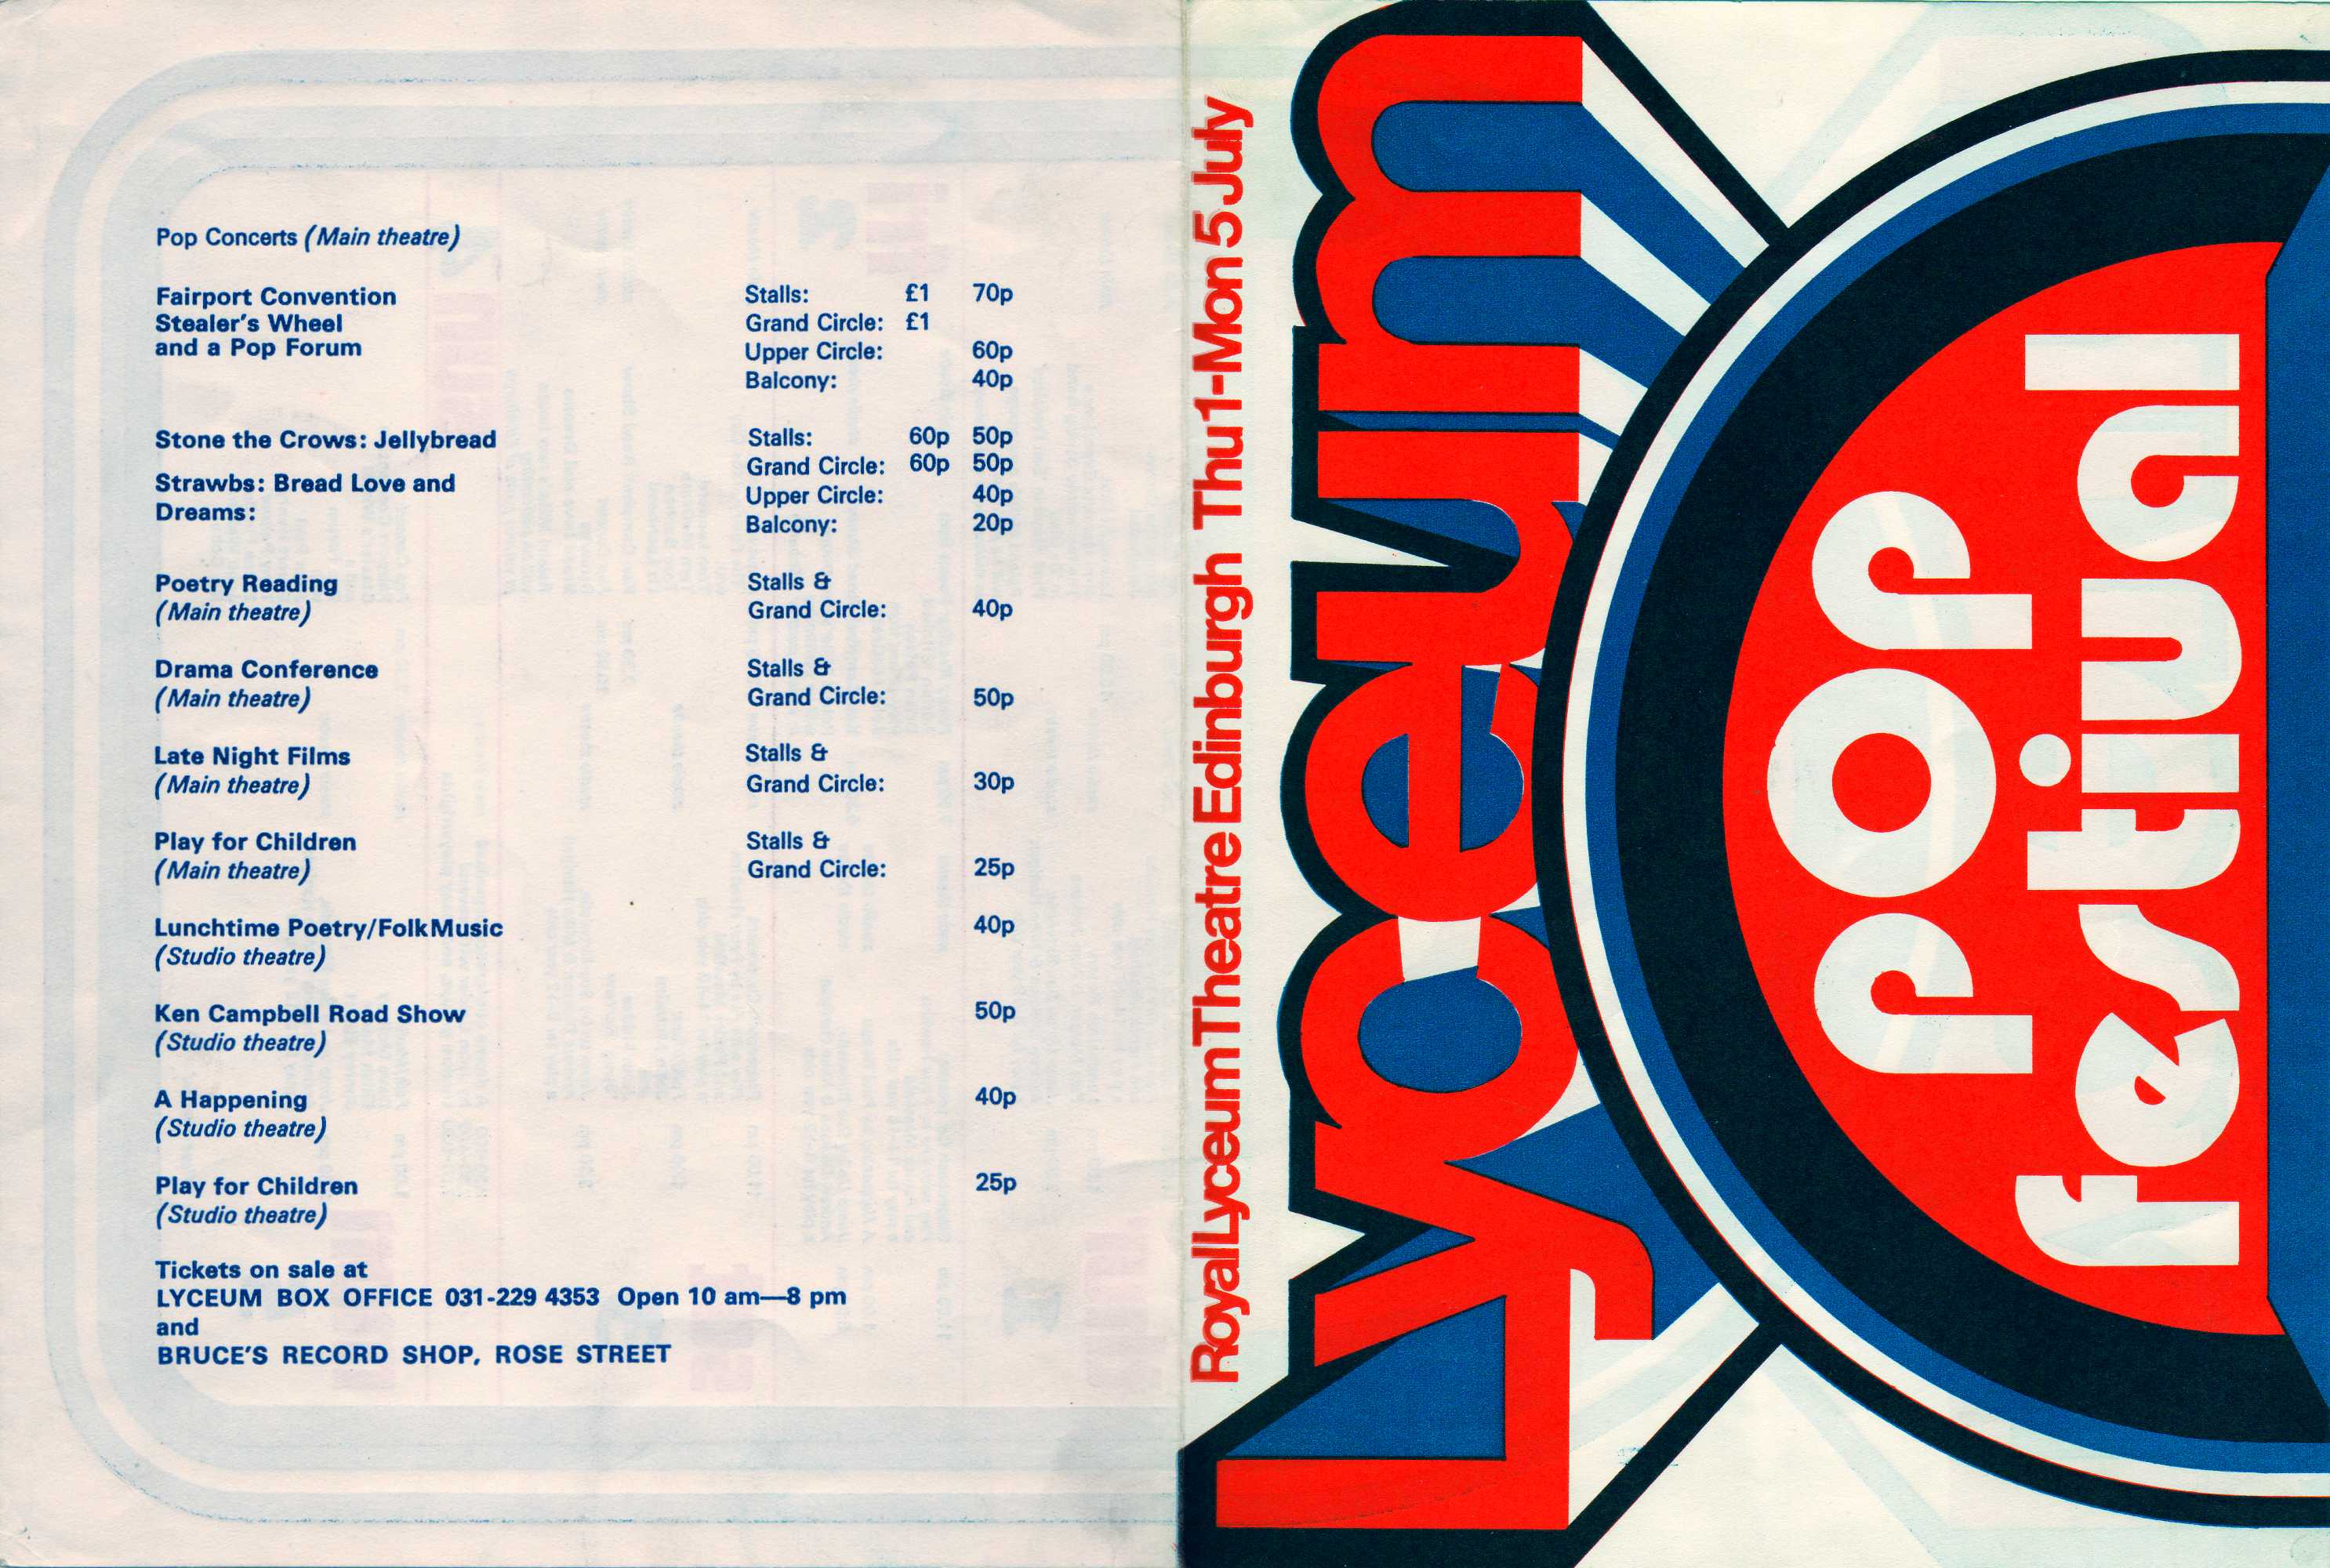 Pop Concerts (Main theatre)
Fairport Convention
Stealer's Wheel
and a Pop Forum
Stalls: £1 70p
Grand Circle: £1
Upper Circle: 60p
Balcony: 40p
Stone the Crows: Jellybread
Strawbs: Bread Love and
Dreams:
Stalls: 60p 50p
Grand Circle: 60p 50p
Upper Circle: 40p
Balcony: 20p
Poetry Reading
(Main theatre)
Stalls &
Grand Circle: 40p
Drama Conference
(Main theatre)
Stalls &
Grand Circle: 50p
Late Night Films
(Main theatre)
Stalls &
Grand Circle: 30p
Play for Children
(Main theatre)
Stalls &
Grand Circle: 25p
Lunchtime Poetry/FolkMusic 40p
(Studio theatre)
Ken Campbell Road Show 50p
(Studio theatre)
A Happening 40p
(Studio theatre)
Play for Children 25p
(Studio theatre)
Tickets on sale at
LYCEUM BOX OFFICE 031-229 4353 Open 10 am—8 pm
and
BRUCE'S RECORD SHOP, ROSE STREET
Royal Lyceum Theatre Edinburgh Thu 1-Mon 5 July
Lyceum
pop
festival